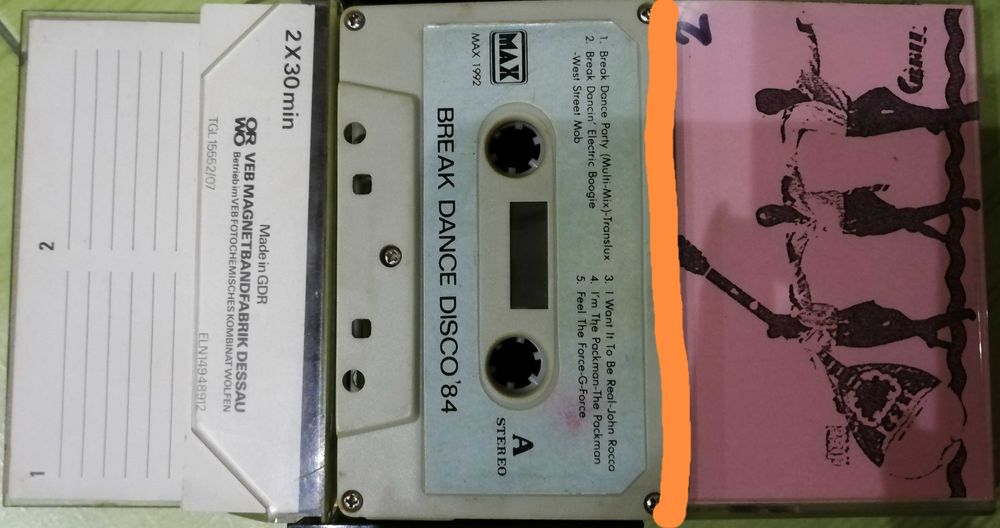 2
1
2 X 30 min
Made in GDR
ORWO VEB MAGNETBANDFABRIK DESSAU
Betrieb im VEB FOTOCHEMISCHES KOMBINAT WOLFEN
TGL 15552/07
ELN 14948912
1. Break Dance Party (Multi-Mix)-Translux
2. Break Dancin' Electric Boogie
-West Street Mob
3. I Want It To Be Real-John Rocca
4. I'm The Packman-The Packman
5. Feel The Force-G-Force
MAX
MAX 1992
BREAK DANCE DISCO '84
A
STEREO
2